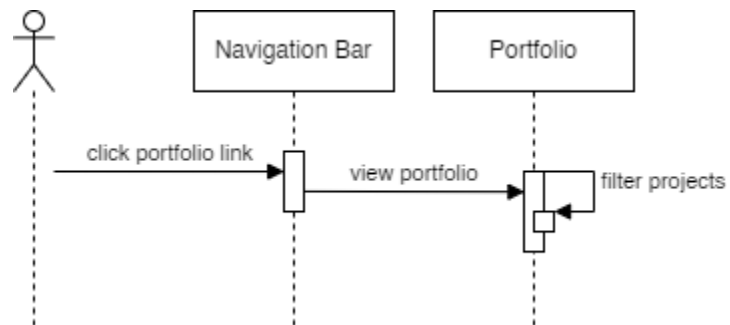 Navigation Bar
Portfolio
click portfolio link
view portfolio
filter projects